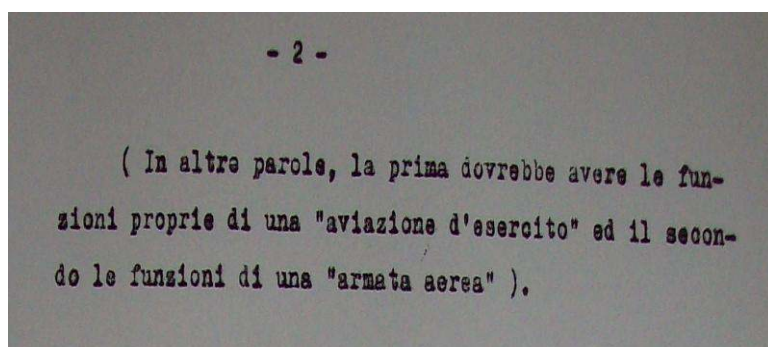 - 2 -
( In altre parole, la prima dovrebbe avere le fun-
zioni proprie di una "aviazione d'esercito" ed il secon-
do le funzioni di una "armata aerea" ).